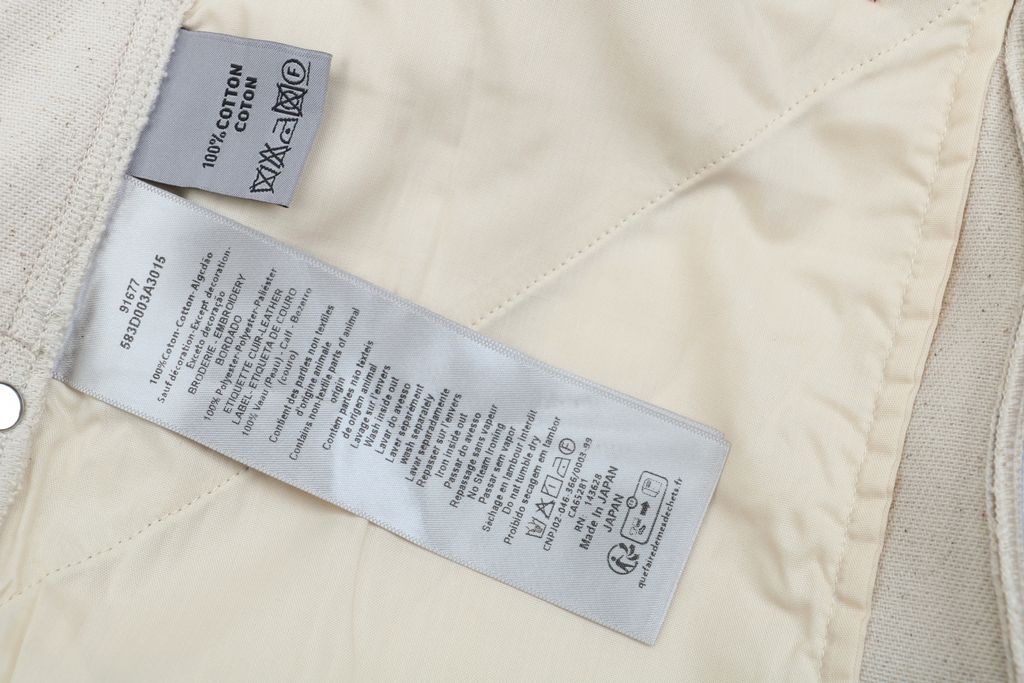 100% COTTON
COTON
F
91677
583D003A3015
100%Coton-Cotton-Algodão
Sauf décoration-Except decoration-
Exceto decoração
BRODERIE - EMBROIDERY
BORDADO
100% Polyester-Polyester-Poliéster
ETIQUETTE CUIR-LEATHER
LABEL- ETIQUETA DE COURO
100% Veau (Peau) - Calf - Bezerro
(couro)
Contient des parties non textiles
d'origine animale
Contains non-textile parts of animal
origin
Contem partes não texteis
de origem animal
Lavage sur l'envers
Wash inside out
Lavar do avesso
Laver séparément
wash separately
Lavar separadamente
Repasser sur l'envers
Iron inside out
Passar do avesso
Repassage sans vapeur
No Steam Ironing
Passar sem vapor
Séchage en tambour interdit
Do not tumble dry
Proibido secagem em tambor
F
CNPJ02.046.366/0003-99
CA65281
RN. 143628
Made In JAPAN
JAPAN
quefairedemesdechets.fr